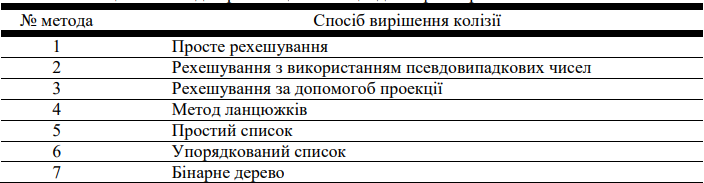 № метода Спосіб вирішення колізії
1 Просте рехешування
2 Рехешування з використанням псевдовипадкових чисел
3 Рехешування за допомогоб проекції
4 Метод ланцюжків
5 Простий список
6 Упорядкований список
7 Бінарне дерево